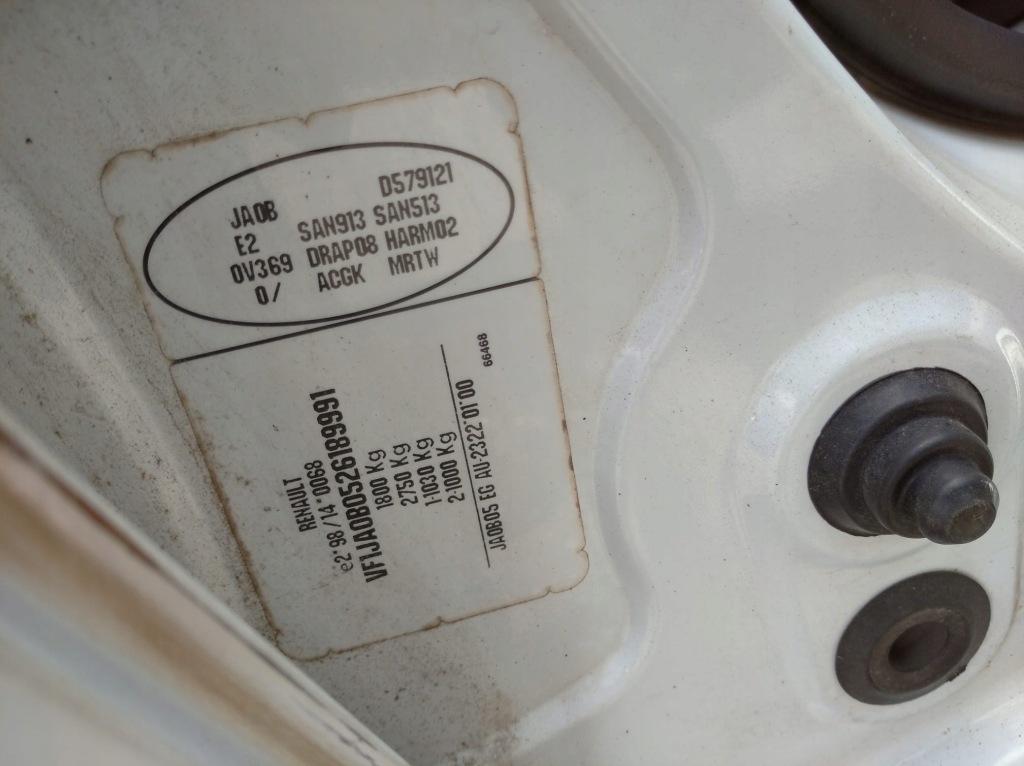 JA0B D579121
E2 SAN913 SAN513
0V369 DRAP08 HARM02
0/ ACGK MRTW
RENAULT
e2*98/14*0068
VF1JA0B0526189991
1800 Kg
2750 Kg
1-1030 Kg
2-1000 Kg
JA0B05 EG AU 2322*01*00
66468